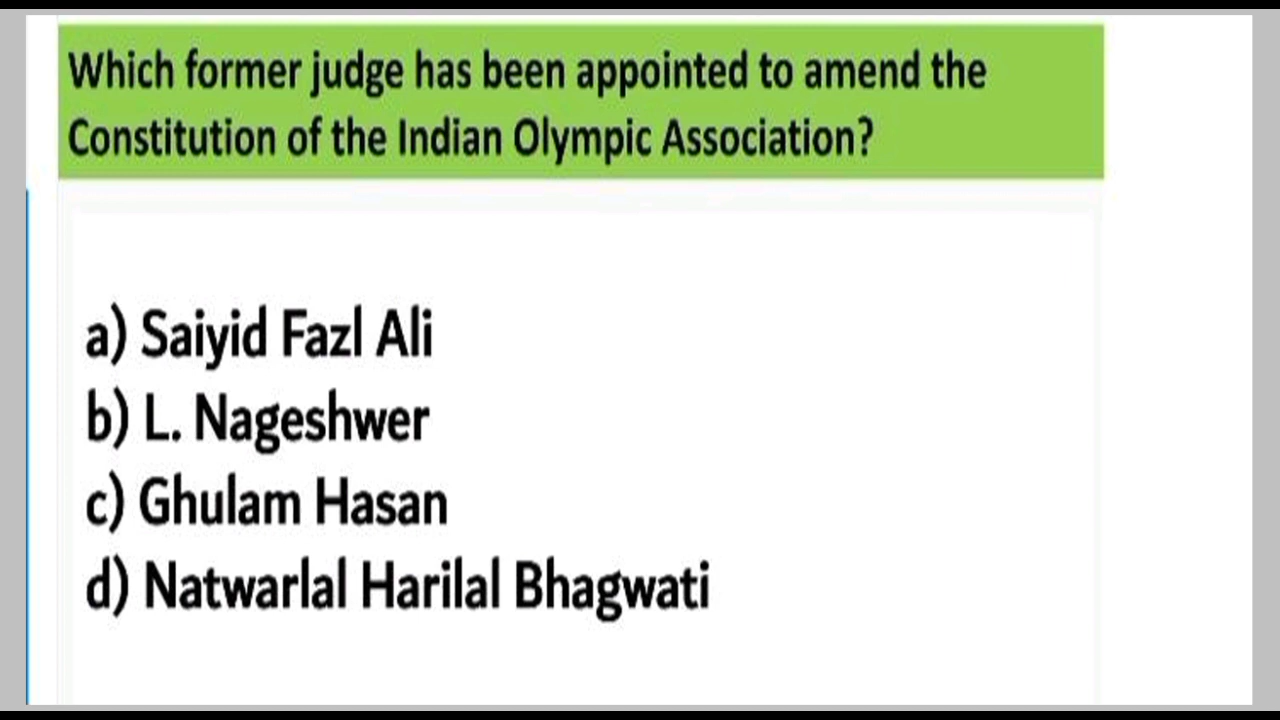 Which former judge has been appointed to amend the
Constitution of the Indian Olympic Association?
a) Saiyid Fazl Ali
b) L. Nageshwer
c) Ghulam Hasan
d) Natwarlal Harilal Bhagwati